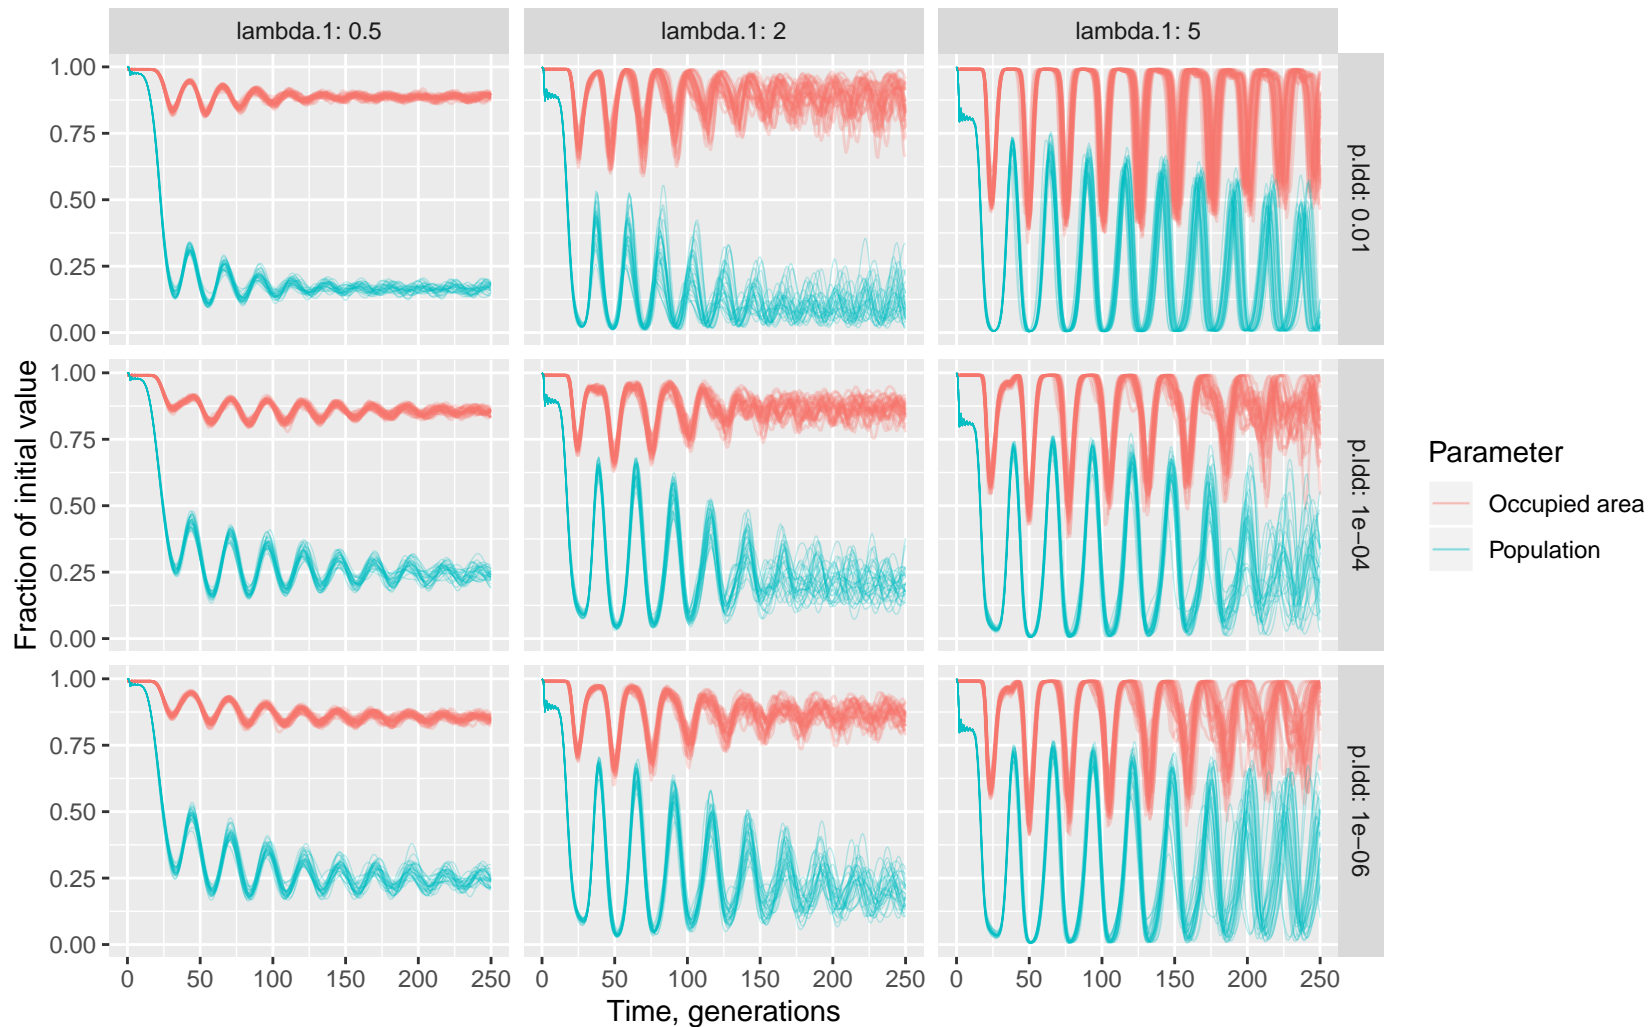 lambda.1: 0.5
lambda.1: 2
lambda.1: 5
1.00
0.75
0.50
0.25
0.00
p.ldd: 0.01
1.00
0.75
0.50
0.25
0.00
p.ldd: 1e−04
1.00
0.75
0.50
0.25
0.00
p.ldd: 1e−06
Fraction of initial value
0 50 100 150 200 250
0 50 100 150 200 250
0 50 100 150 200 250
Time, generations
Parameter
Occupied area
Population